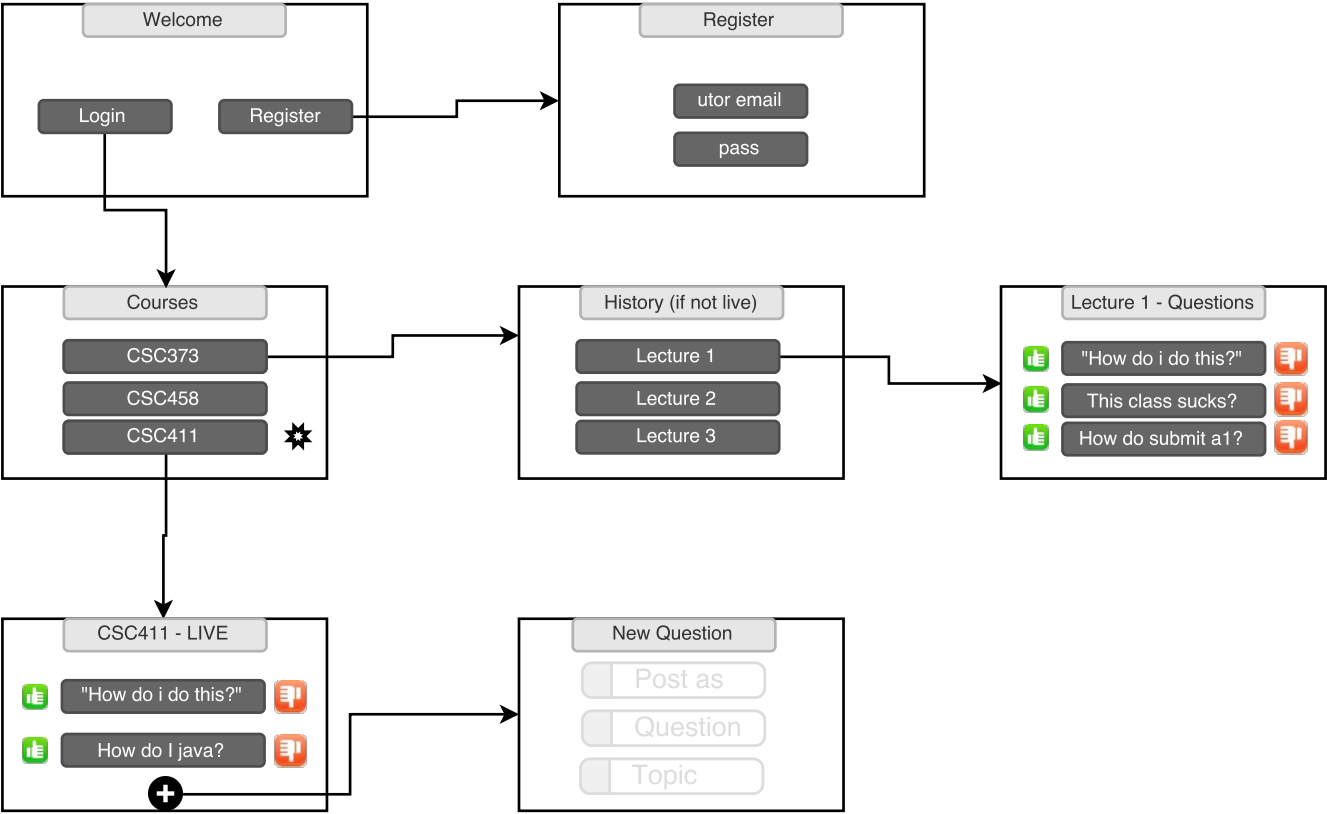 Welcome
Login
Register
Register
utor email
pass
Courses
CSC373
CSC458
CSC411
History (if not live)
Lecture 1
Lecture 2
Lecture 3
Lecture 1 - Questions
"How do i do this?"
This class sucks?
How do submit a1?
CSC411 - LIVE
"How do i do this?"
How do I java?
New Question
Post as
Question
Topic